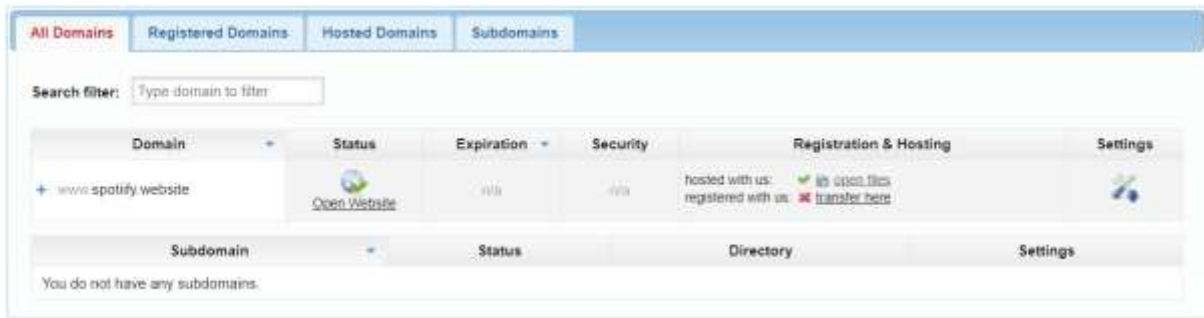 All Domains Registered Domains Hosted Domains Subdomains
Search filter: Type domain to filter
Domain Status Expiration Security Registration & Hosting Settings
+ www.spotify.website Open Website n/a n/a hosted with us: open files
registered with us: transfer here
Subdomain Status Directory Settings
You do not have any subdomains.